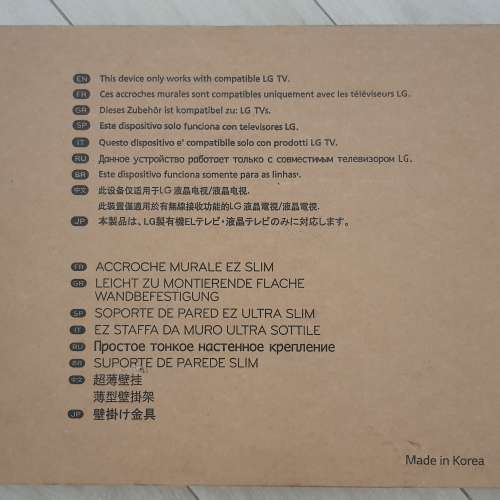 EN This device only works with compatible LG TV.
FR Ces accroches murales sont compatibles uniquement avec les téléviseurs LG.
GR Dieses Zubehör ist kompatibel zu: LG TVs.
SP Este dispositivo solo funciona con televisores LG.
IT Questo dispositivo e' compatibile solo con prodotti LG TV.
RU Данное устройство работает только с совместимым телевизором LG.
BR Este dispositivo funciona somente para as linhas*.
中文 此设备仅适用于LG液晶电视/液晶电视.
此裝置僅適用於有無線接收功能的LG液晶電視/液晶電視.
JP 本製品は、LG製有機ELテレビ・液晶テレビのみに対応します。
FR ACCROCHE MURALE EZ SLIM
GR LEICHT ZU MONTIERENDE FLACHE
WANDBEFESTIGUNG
SP SOPORTE DE PARED EZ ULTRA SLIM
IT EZ STAFFA DA MURO ULTRA SOTTILE
RU Простое тонкое настенное крепление
BR SUPORTE DE PAREDE SLIM
中文 超薄壁挂
薄型壁掛架
JP 壁掛け金具
Made in Korea